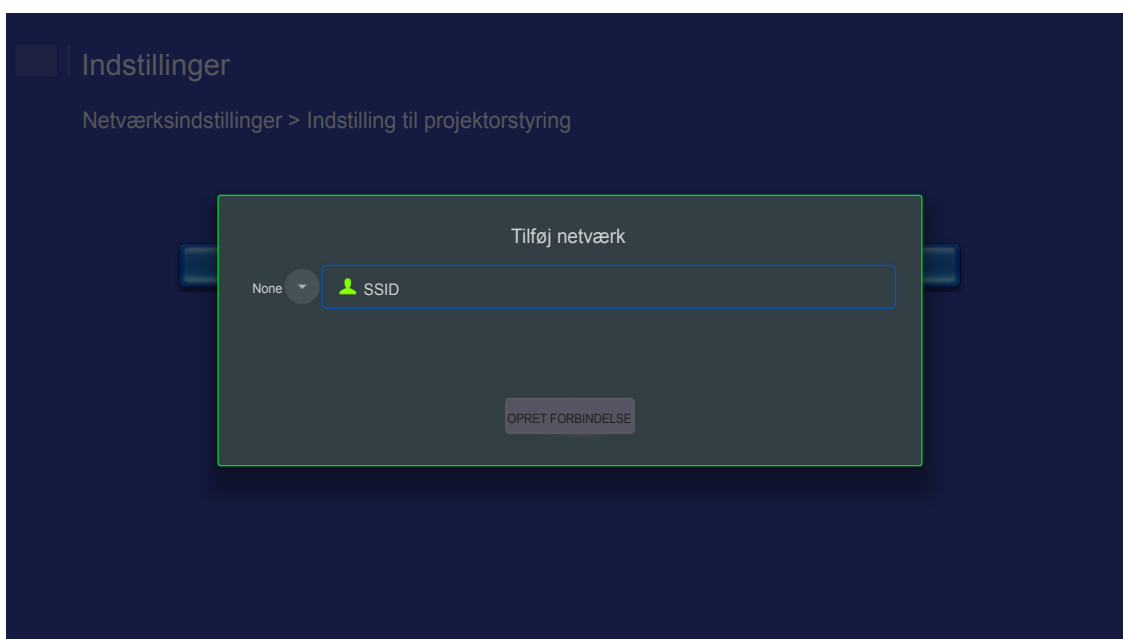 Indstillinger
Netværksindstillinger > Indstilling til projektorstyring
Tilføj netværk
None SSID
OPRET FORBINDELSE